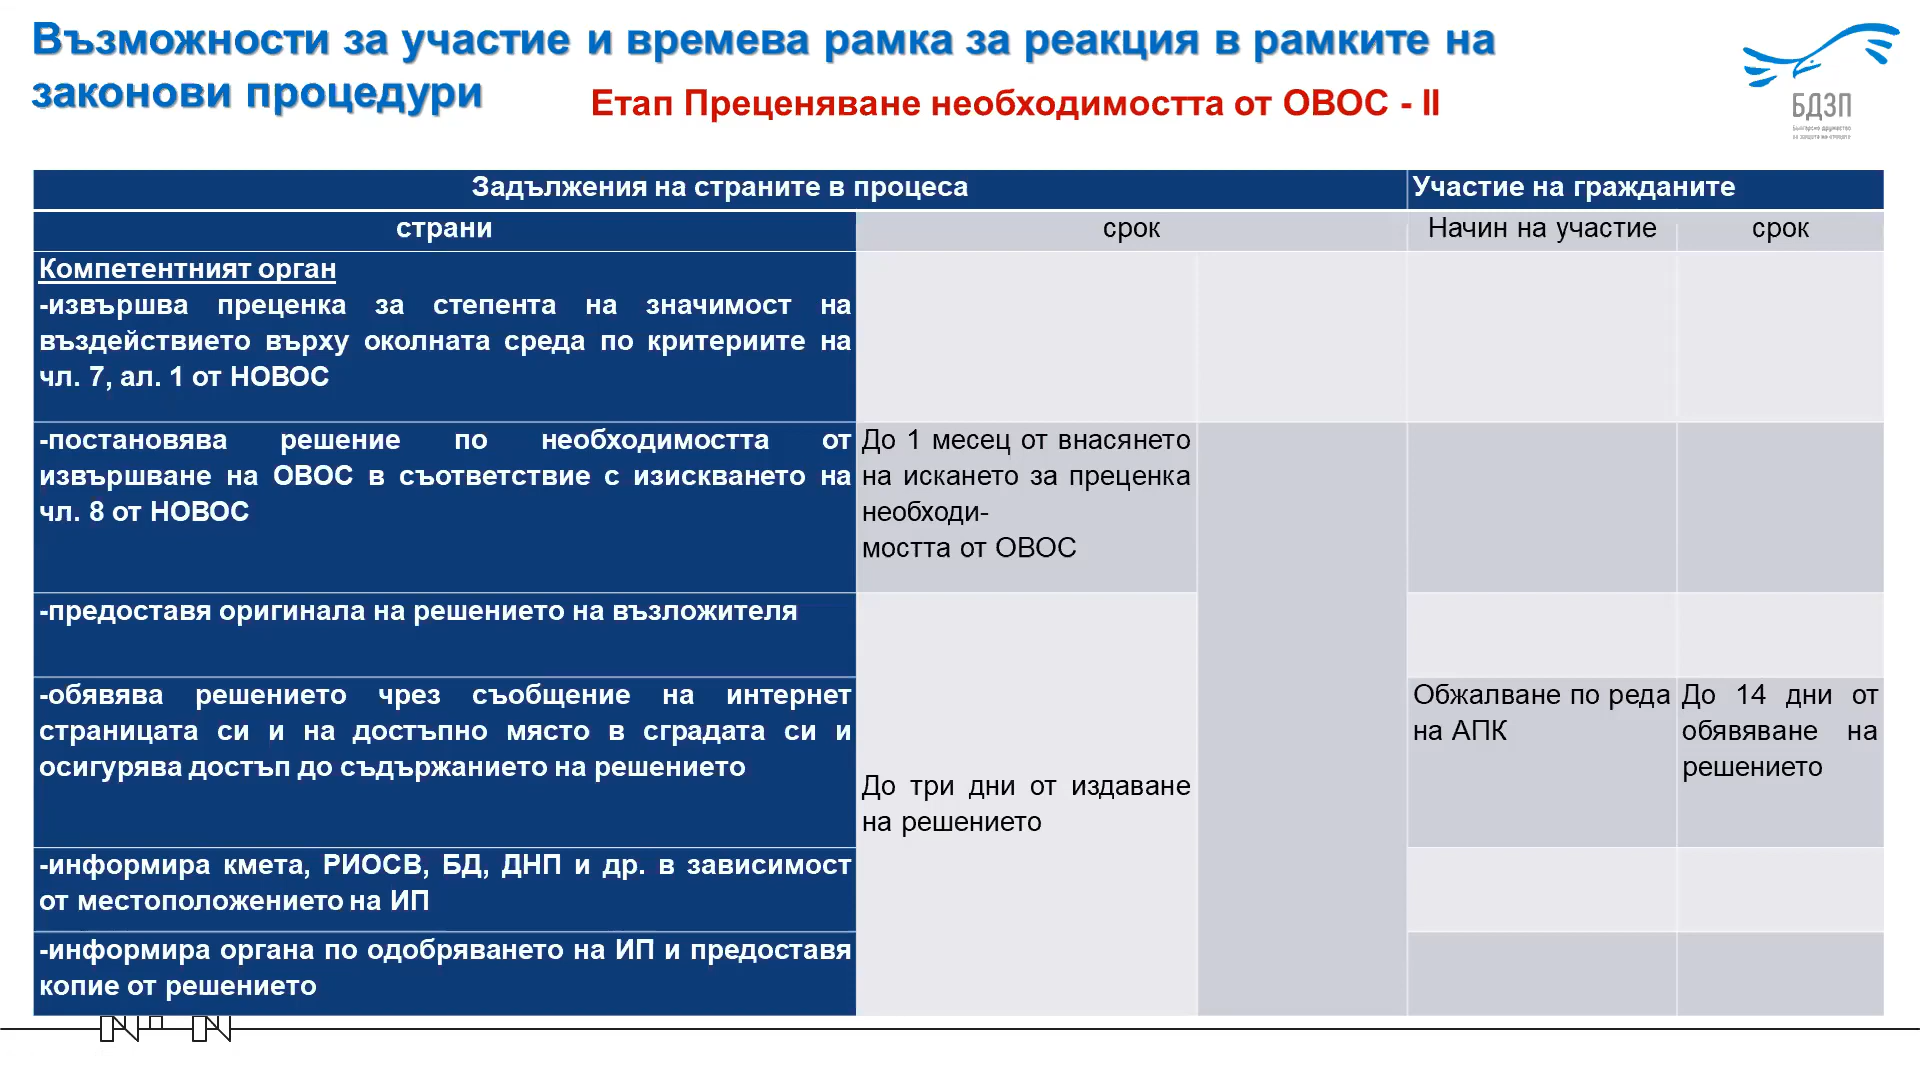 Възможности за участие и времева рамка за реакция в рамките на
законови процедури
Етап Преценяване необходимостта от ОВОС - II
БДЗП
Българско дружество
за защита на птиците
Задължения на страните в процеса
Участие на гражданите
страни
срок
Начин на участие
срок
Компетентният орган
-извършва преценка за степента на значимост на
въздействието върху околната среда по критериите на
чл. 7, ал. 1 от НОВОС
-постановява решение по необходимостта от
извършване на ОВОС в съответствие с изискването на
чл. 8 от НОВОС
До 1 месец от внасянето
на искането за преценка
необходи-
мостта от ОВОС
-предоставя оригинала на решението на възложителя
-обявява решението чрез съобщение на интернет
страницата си и на достъпно място в сградата си и
осигурява достъп до съдържанието на решението
До три дни от издаване
на решението
Обжалване по реда
на АПК
До 14 дни от
обявяване на
решението
-информира кмета, РИОСВ, БД, ДНП и др. в зависимост
от местоположението на ИП
-информира органа по одобряването на ИП и предоставя
копие от решението